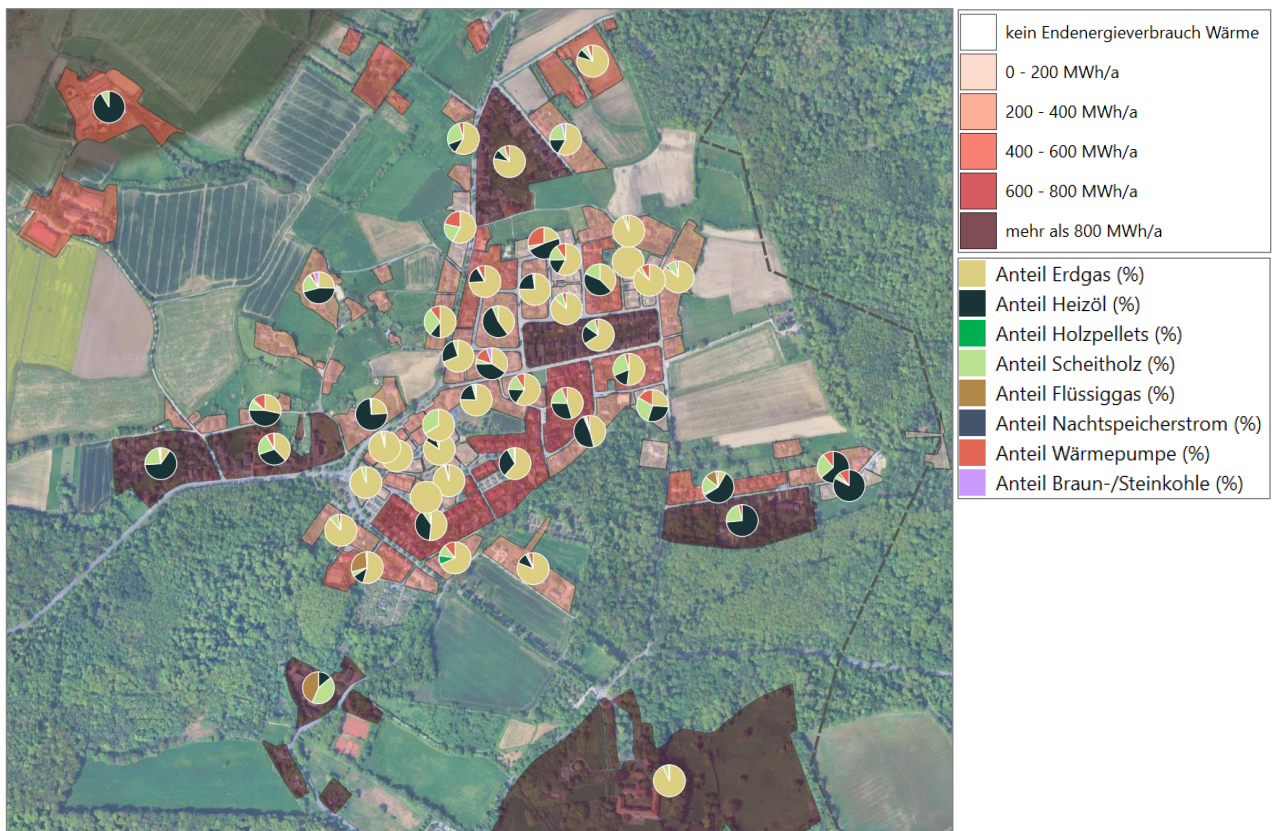 kein Endenergieverbrauch Wärme
0 - 200 MWh/a
200 - 400 MWh/a
400 - 600 MWh/a
600 - 800 MWh/a
mehr als 800 MWh/a
Anteil Erdgas (%)
Anteil Heizöl (%)
Anteil Holzpellets (%)
Anteil Scheitholz (%)
Anteil Flüssiggas (%)
Anteil Nachtspeicherstrom (%)
Anteil Wärmepumpe (%)
Anteil Braun-/Steinkohle (%)